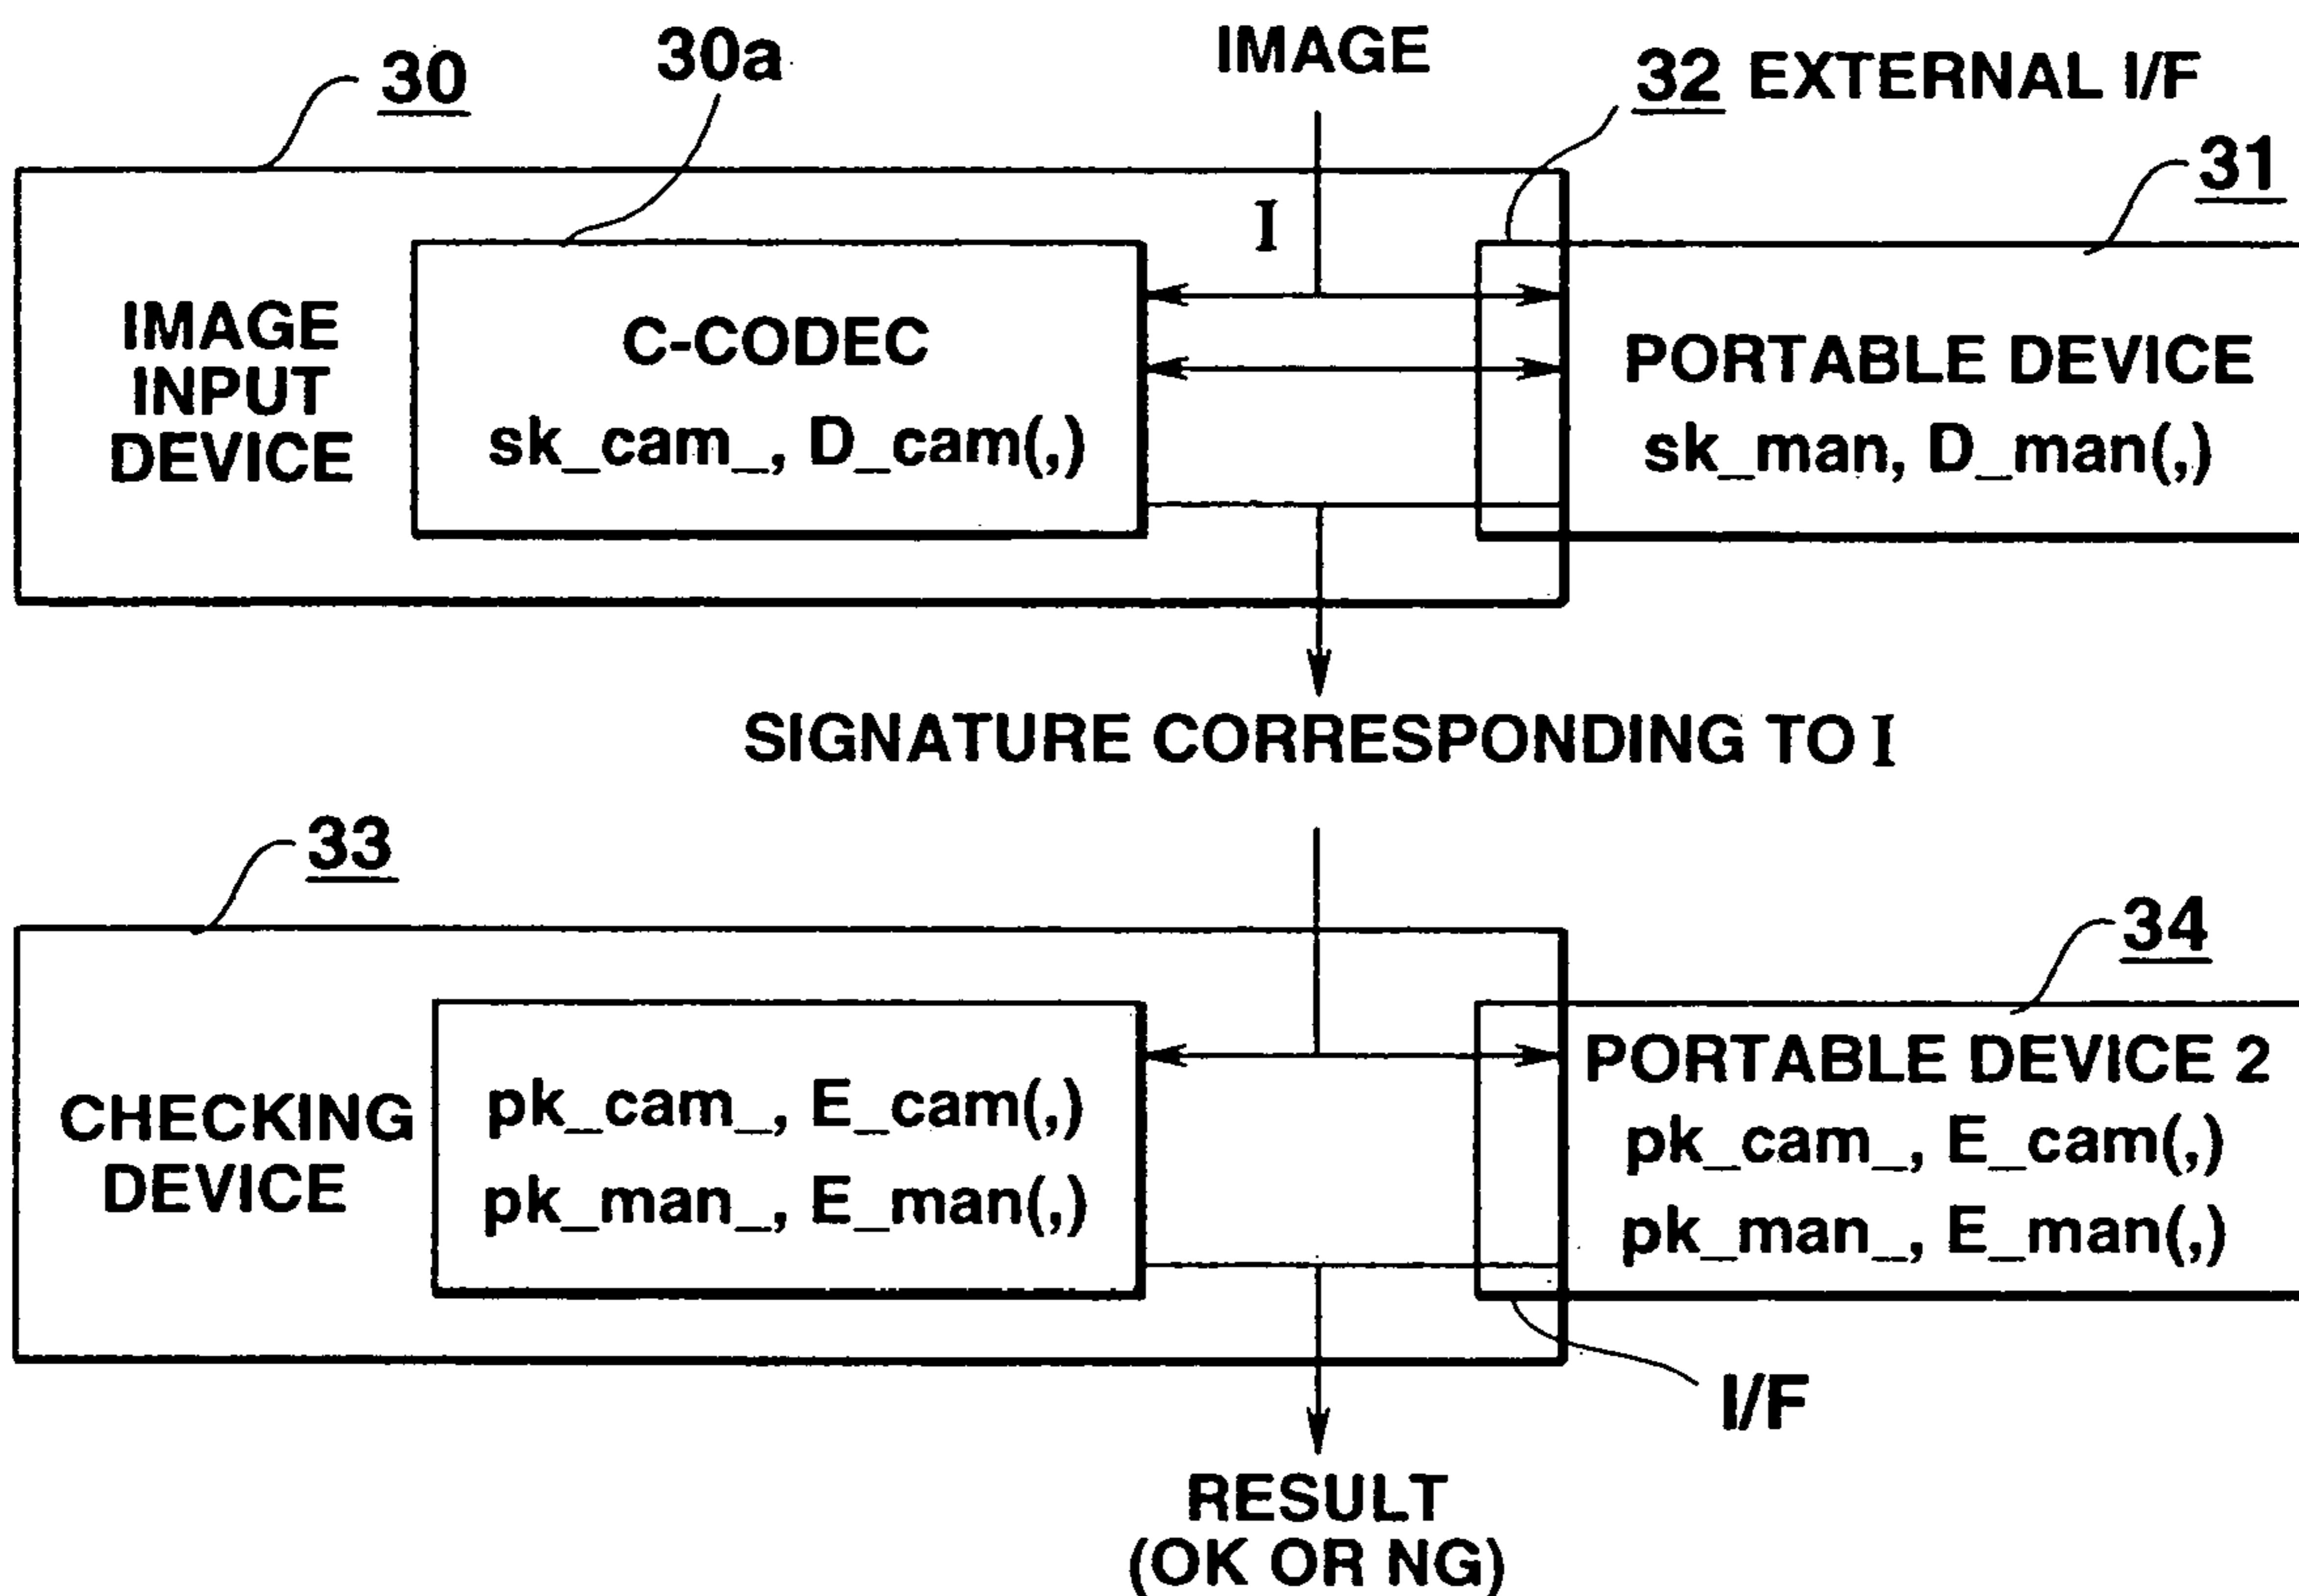 30
30a
IMAGE
32 EXTERNAL I/F
31
I
IMAGE
INPUT
DEVICE
C-CODEC
sk_cam_, D_cam(,)
PORTABLE DEVICE
sk_man, D_man(,)
SIGNATURE CORRESPONDING TO I
33
34
CHECKING
DEVICE
pk_cam_, E_cam(,)
pk_man_, E_man(,)
PORTABLE DEVICE 2
pk_cam_, E_cam(,)
pk_man_, E_man(,)
I/F
RESULT
(OK OR NG)